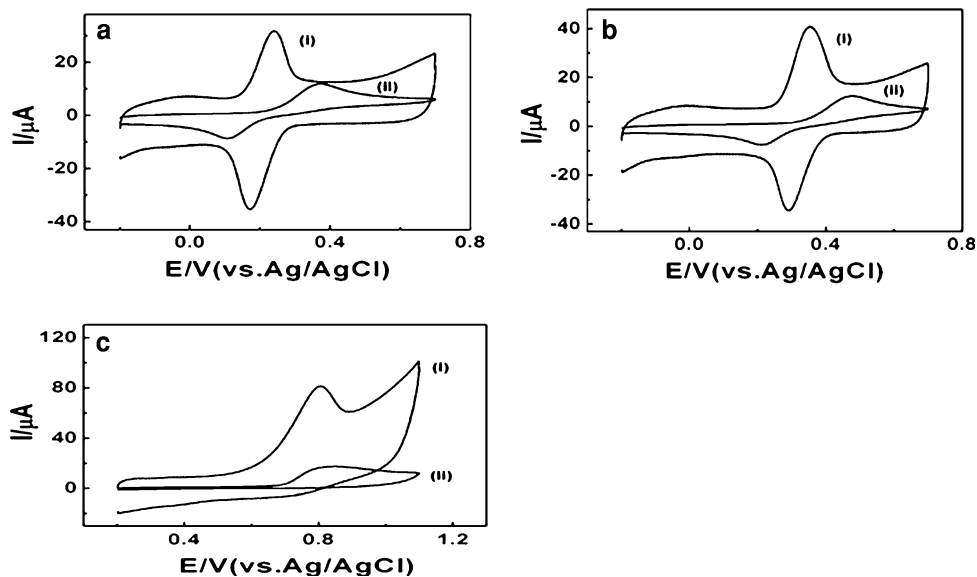 a
(I)
(II)
20
0
-20
-40
I/μA
0.0
0.4
0.8
E/V(vs.Ag/AgCl)
b
(I)
(II)
40
20
0
-20
-40
I/μA
0.0
0.4
0.8
E/V(vs.Ag/AgCl)
c
(I)
(II)
120
80
40
0
I/μA
0.4
0.8
1.2
E/V(vs.Ag/AgCl)